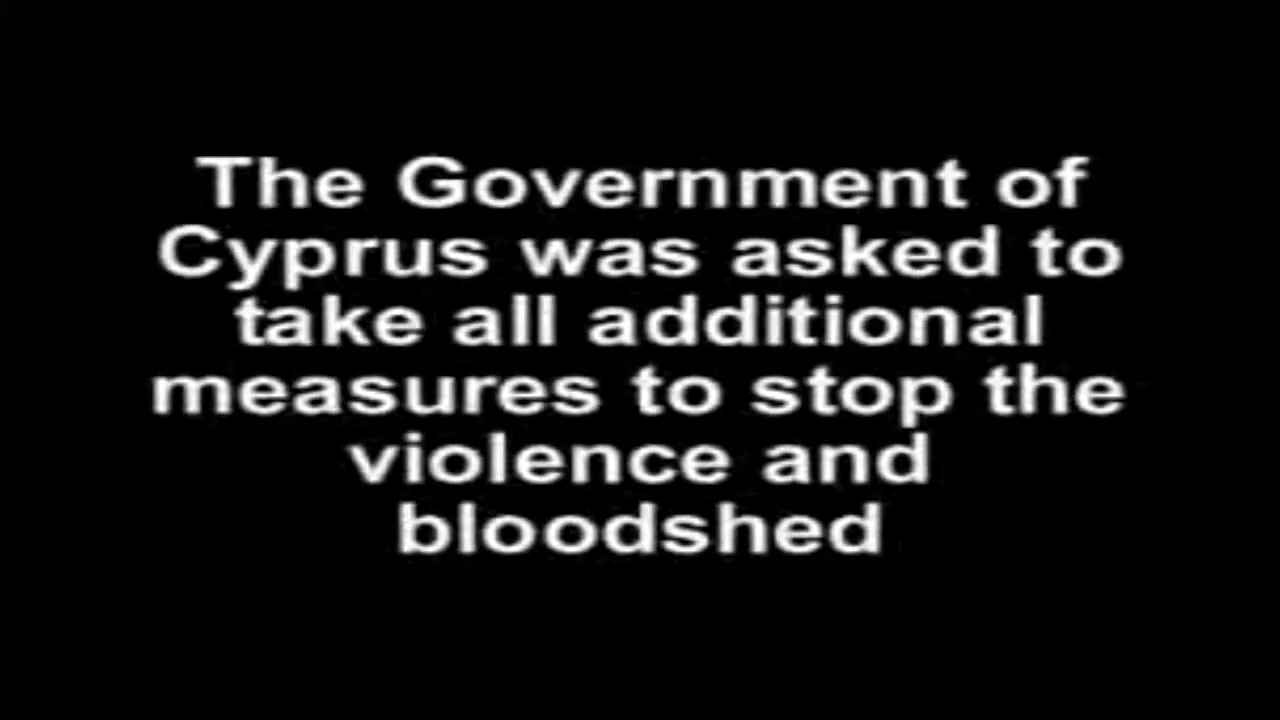 The Government of
Cyprus was asked to
take all additional
measures to stop the
violence and
bloodshed